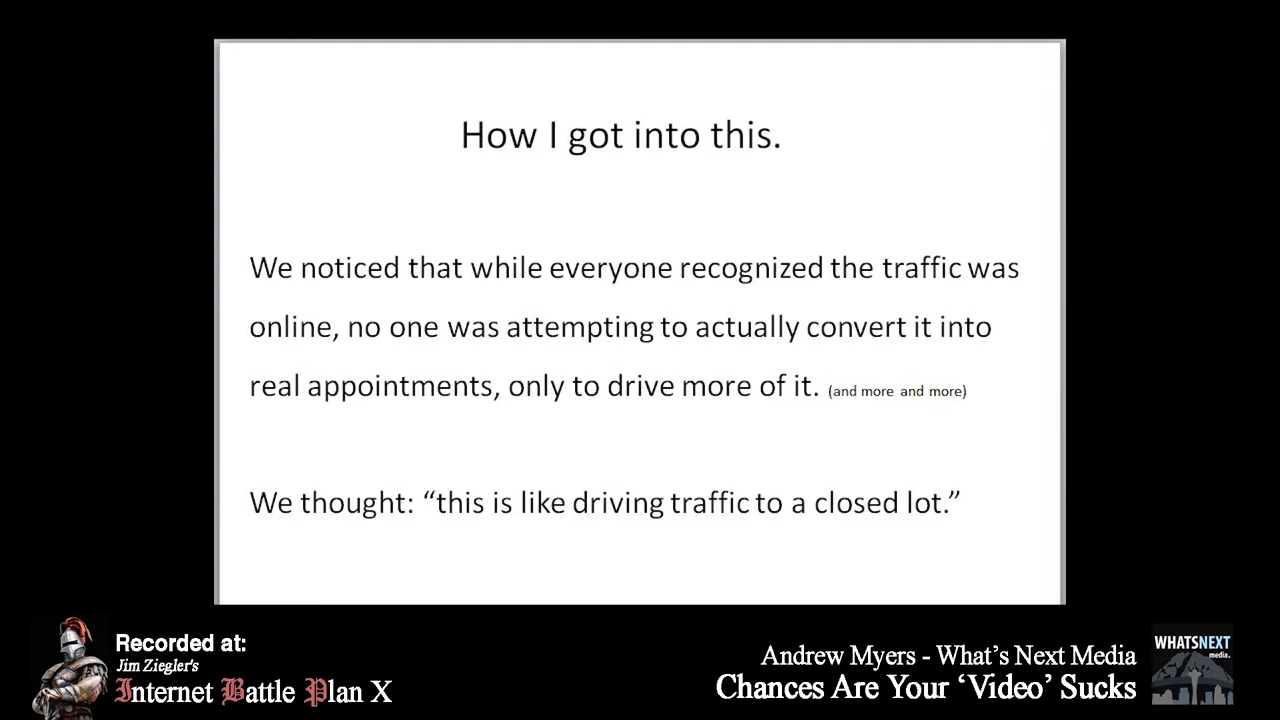 How I got into this.
We noticed that while everyone recognized the traffic was
online, no one was attempting to actually convert it into
real appointments, only to drive more of it. (and more and more)
We thought: “this is like driving traffic to a closed lot.”
Recorded at:
Jim Ziegler's
Internet Battle Plan X
Andrew Myers - What’s Next Media
Chances Are Your ‘Video’ Sucks
WHATSNEXT
media.